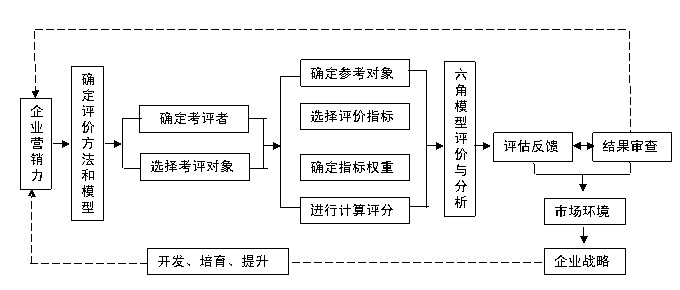 企业营销力
确定评价方法和模型
确定考评者
选择考评对象
确定参考对象
选择评价指标
确定指标权重
进行计算评分
六角模型评价与分析
评估反馈
结果审查
市场环境
企业战略
开发、培育、提升